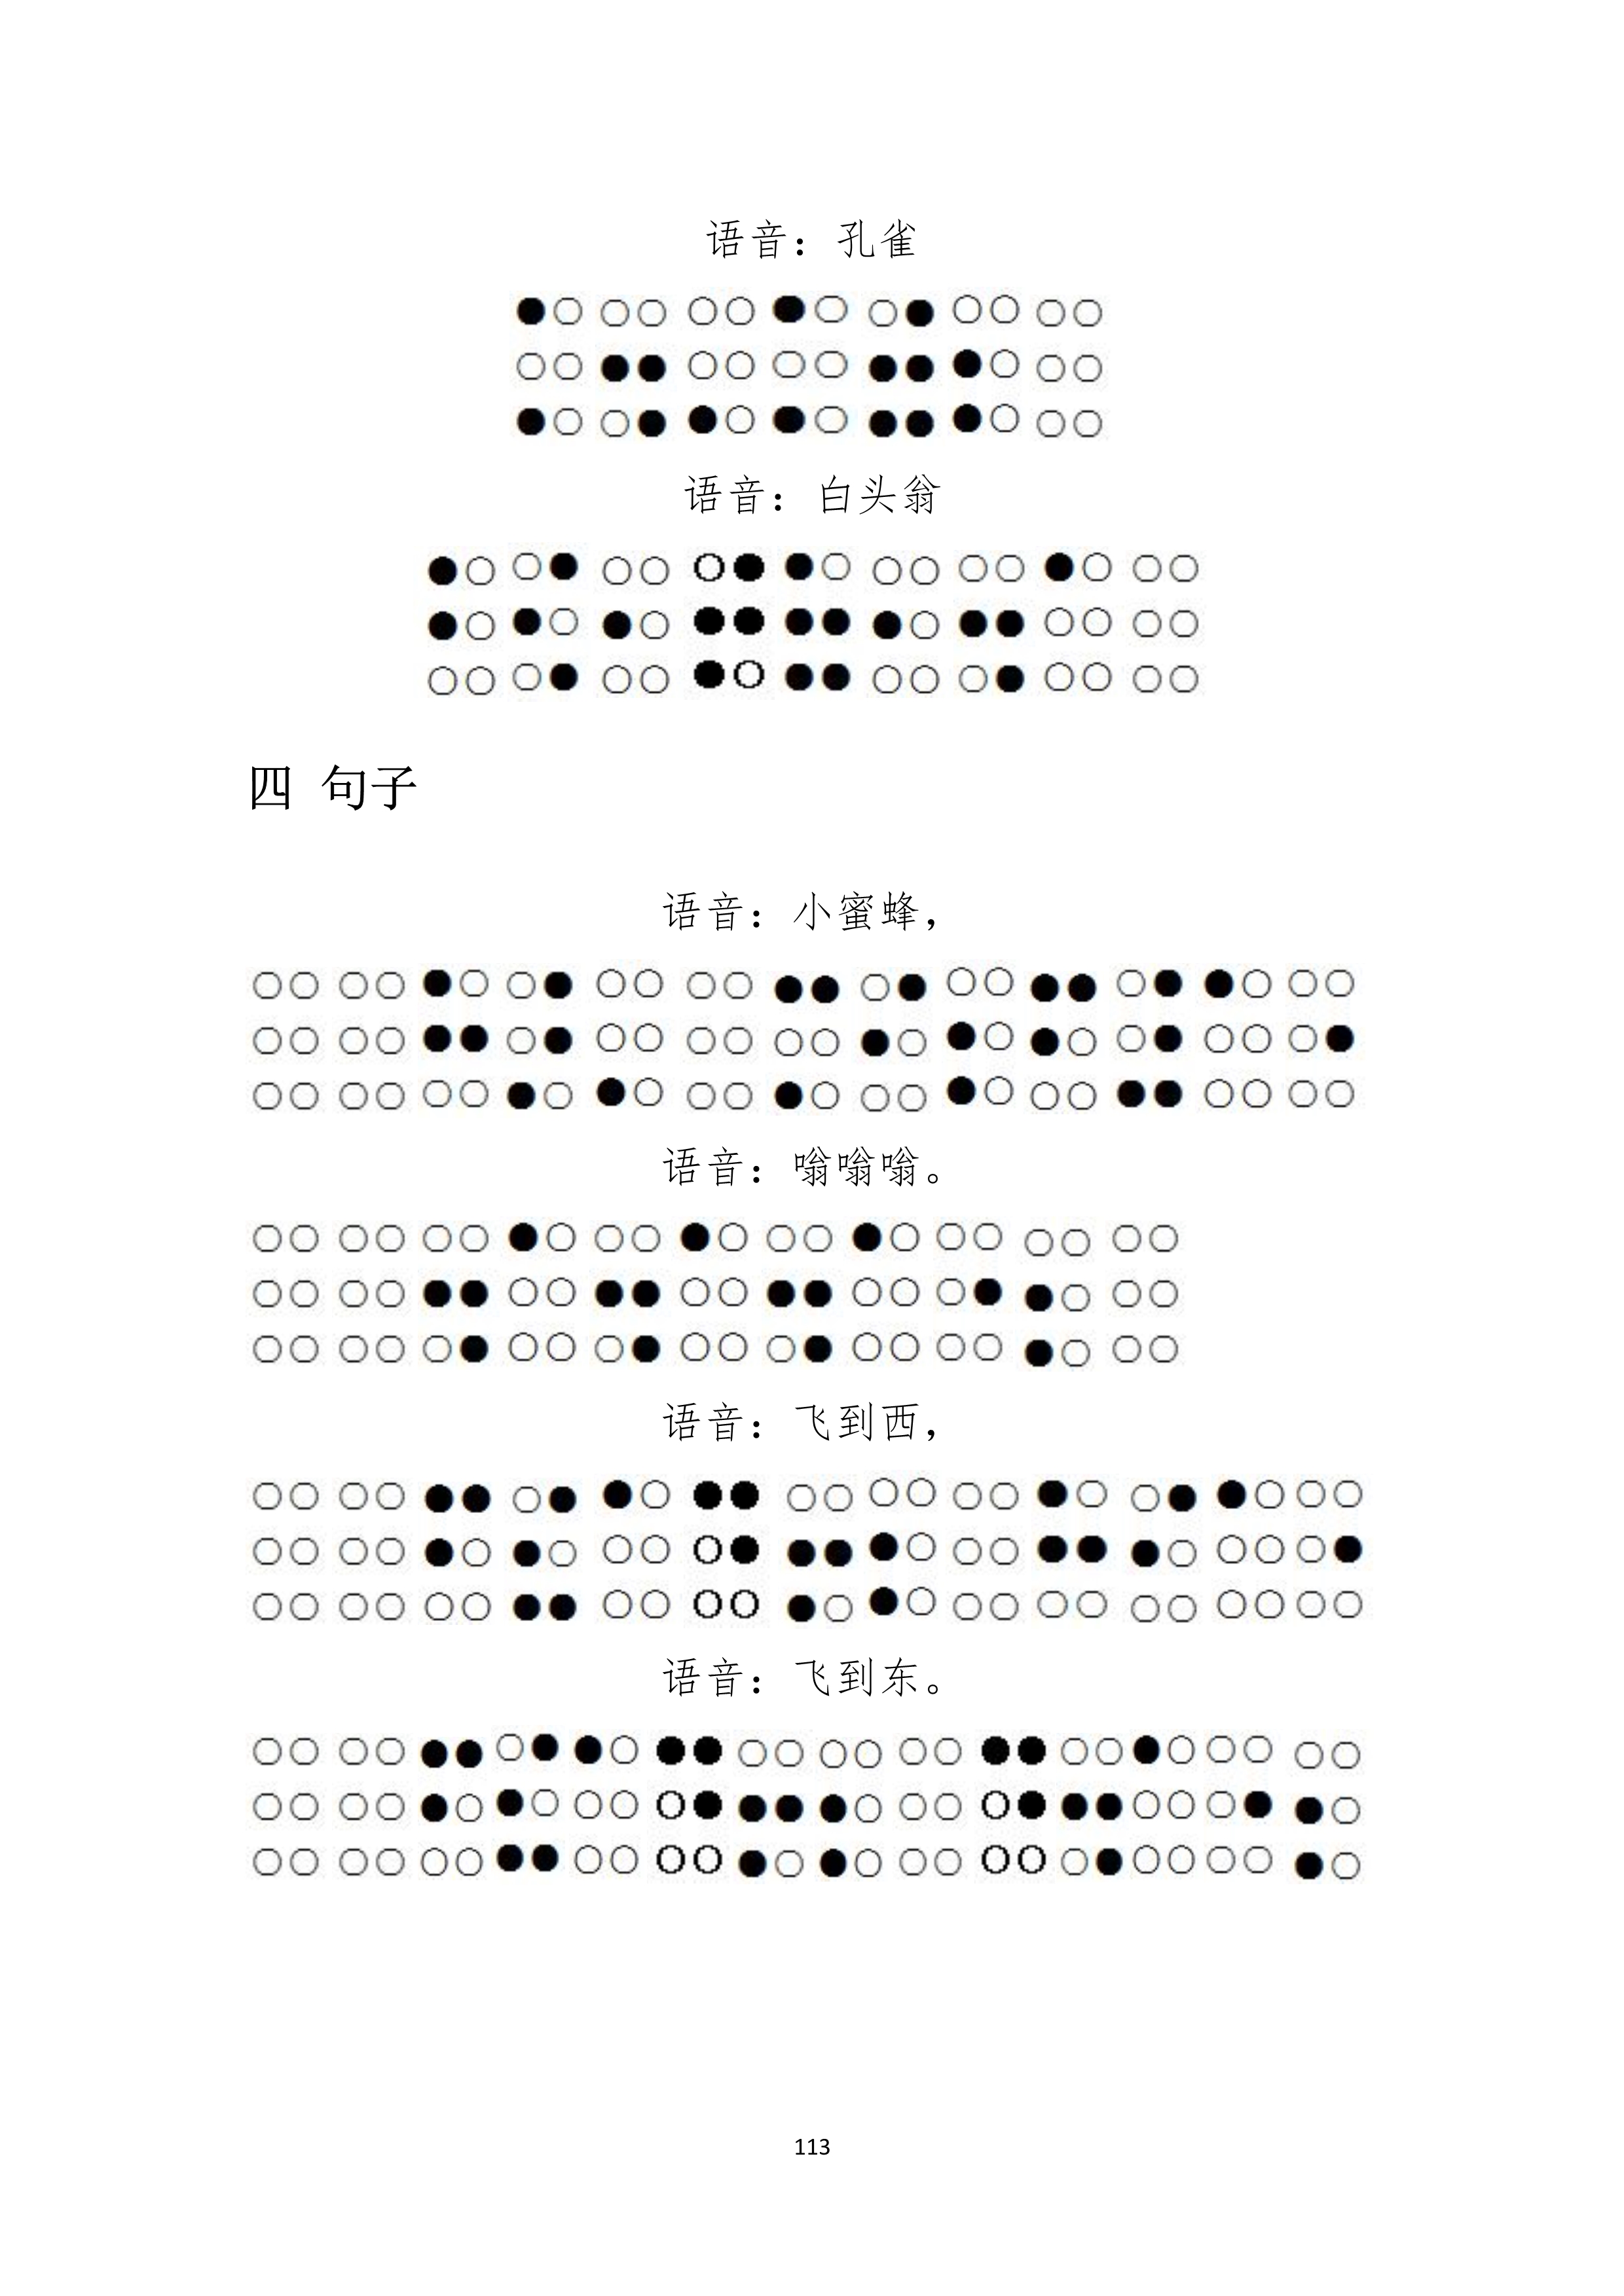 语音：孔雀
语音：白头翁
四 句子
语音：小蜜蜂，
语音：嗡嗡嗡。
语音：飞到西，
语音：飞到东。
113